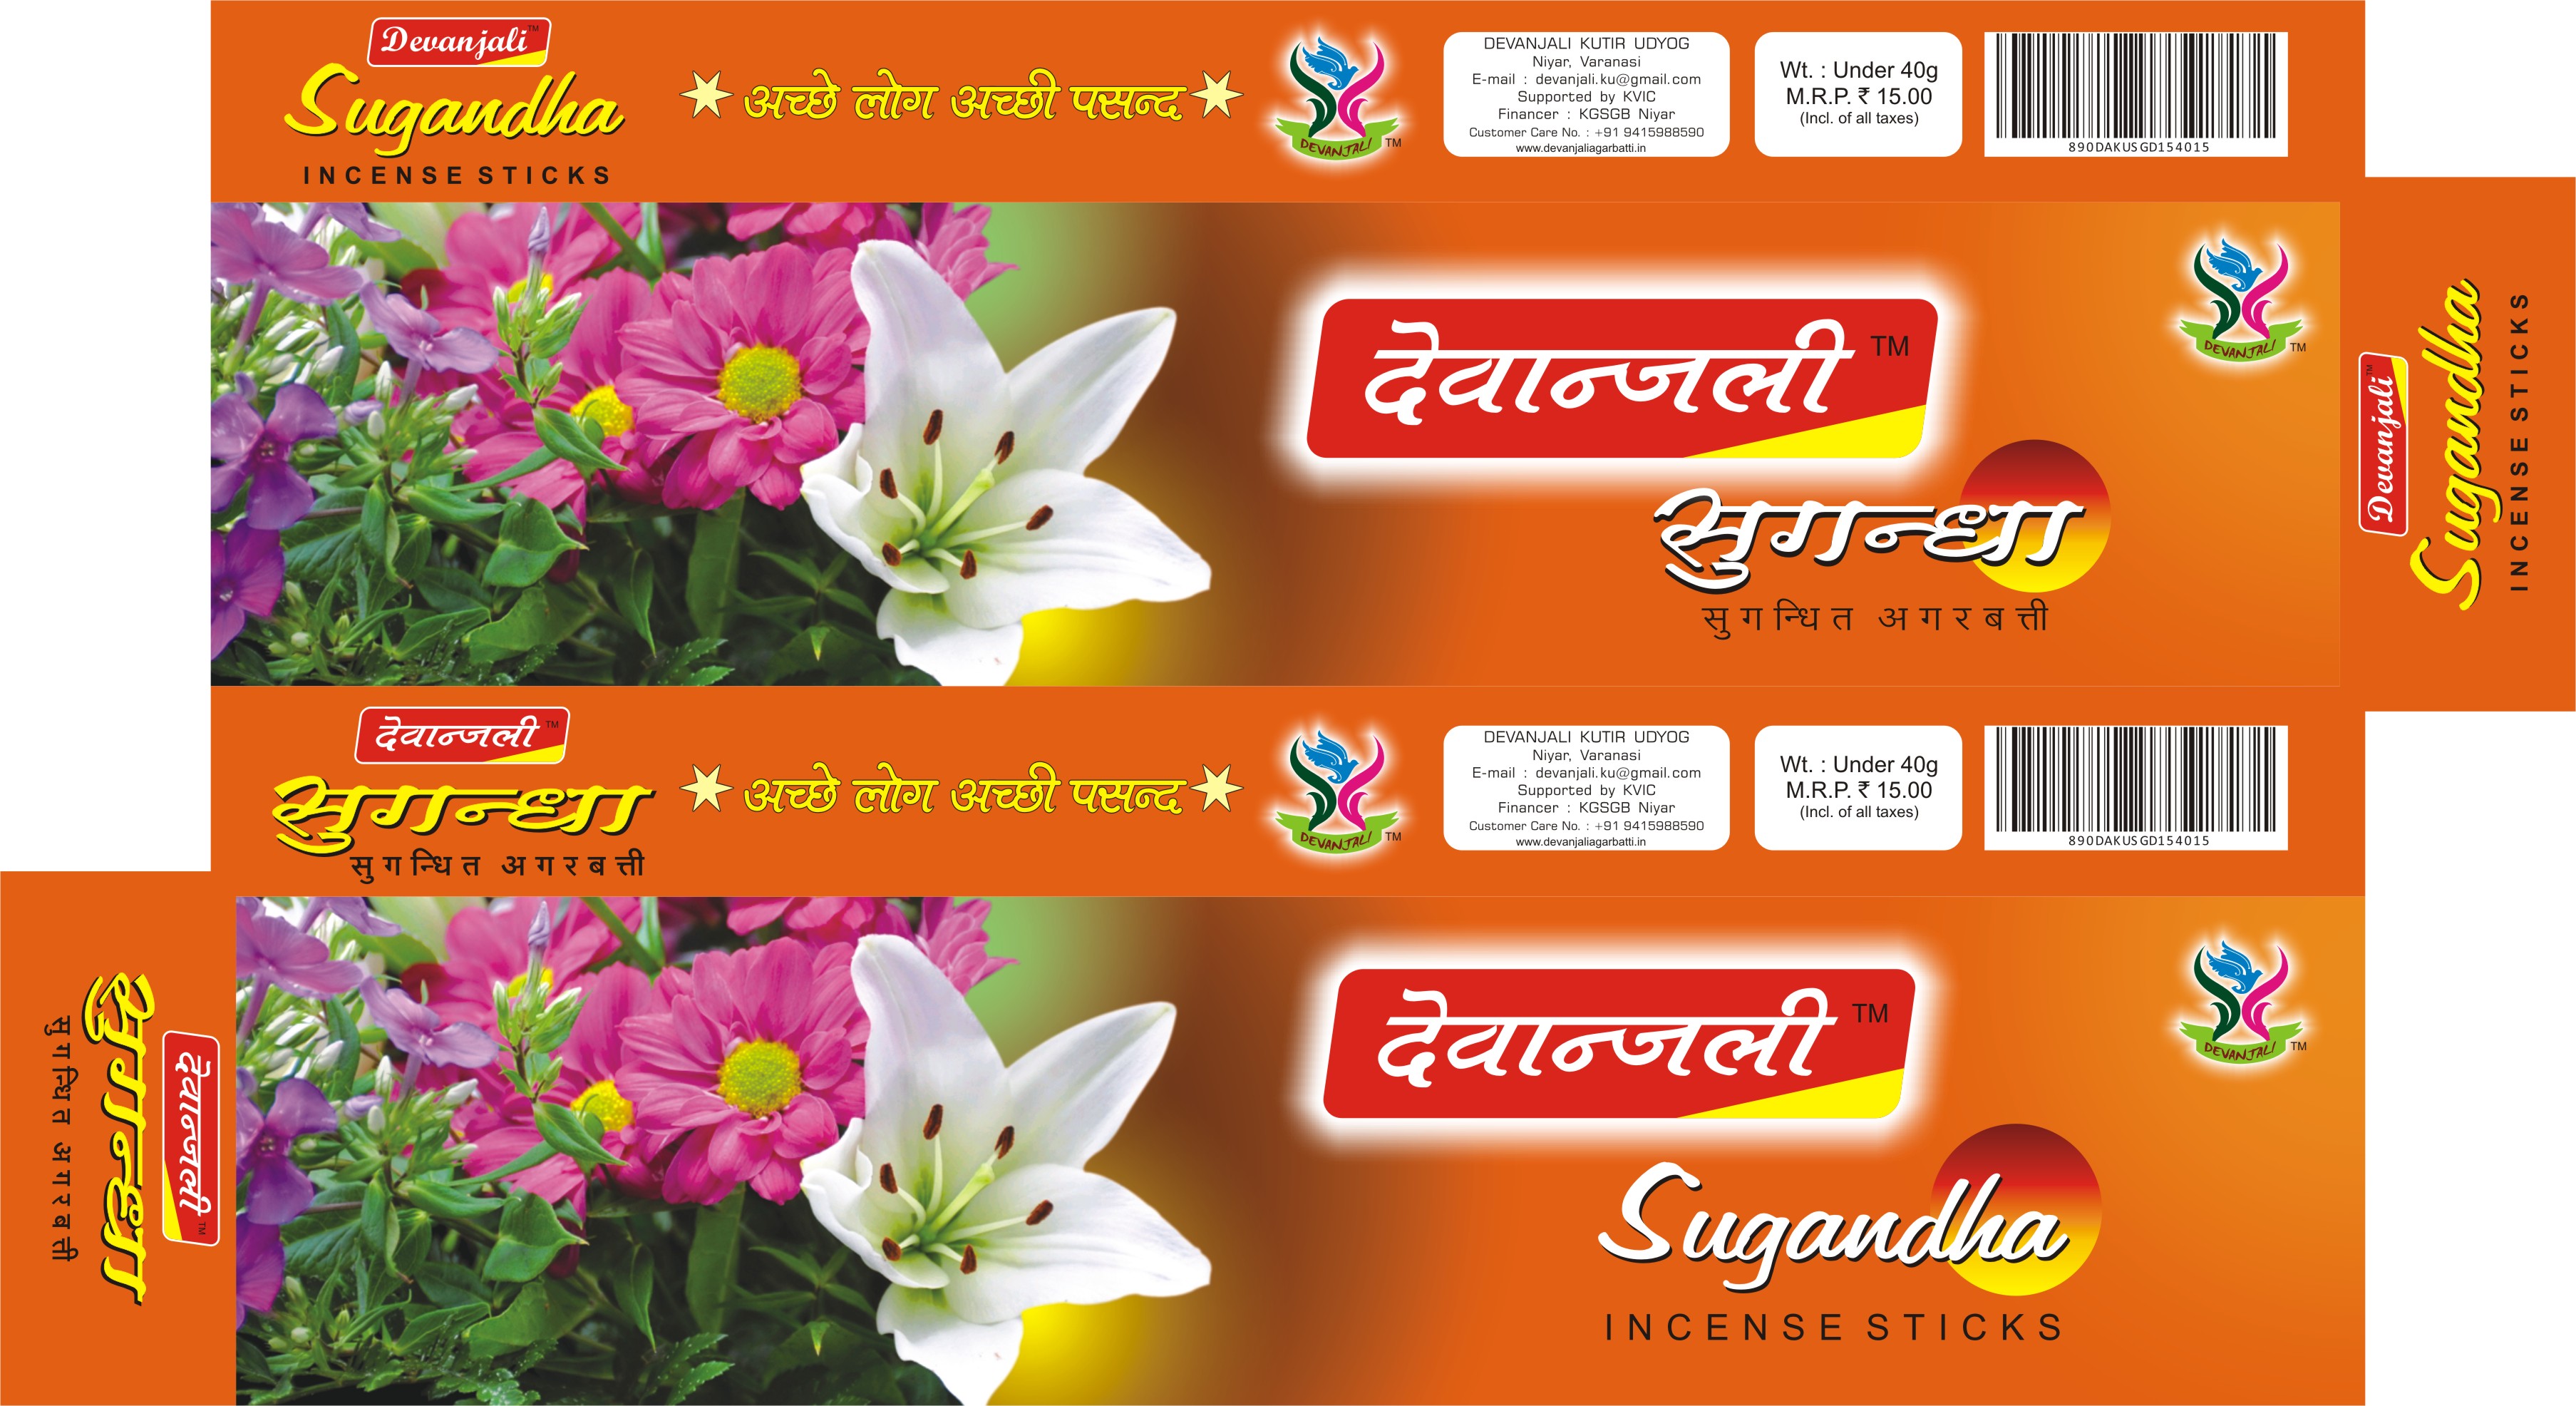 Devanjali TM
Sugandha
INCENSE STICKS
अच्छे लोग अच्छी पसन्द
DEVANJALI TM
DEVANJALI KUTIR UDYOG
Niyar, Varanasi
E-mail : devanjali.ku@gmail.com
Supported by KVIC
Financer : KGSGB Niyar
Customer Care No. : +91 9415988590
www.devanjaliagarbatti.in
Wt. : Under 40g
M.R.P. ₹ 15.00
(Incl. of all taxes)
890DAKUSGD154015
देवान्जली TM
सुगन्धा
सुगन्धित अगरबत्ती
DEVANJALI TM
Devanjali TM
Sugandha
INCENSE STICKS
देवान्जली TM
सुगन्धा
सुगन्धित अगरबत्ती
अच्छे लोग अच्छी पसन्द
DEVANJALI TM
DEVANJALI KUTIR UDYOG
Niyar, Varanasi
E-mail : devanjali.ku@gmail.com
Supported by KVIC
Financer : KGSGB Niyar
Customer Care No. : +91 9415988590
www.devanjaliagarbatti.in
Wt. : Under 40g
M.R.P. ₹ 15.00
(Incl. of all taxes)
890DAKUSGD154015
देवान्जली TM
सुगन्धा
सुगन्धित अगरबत्ती
देवान्जली TM
Sugandha
INCENSE STICKS
DEVANJALI TM